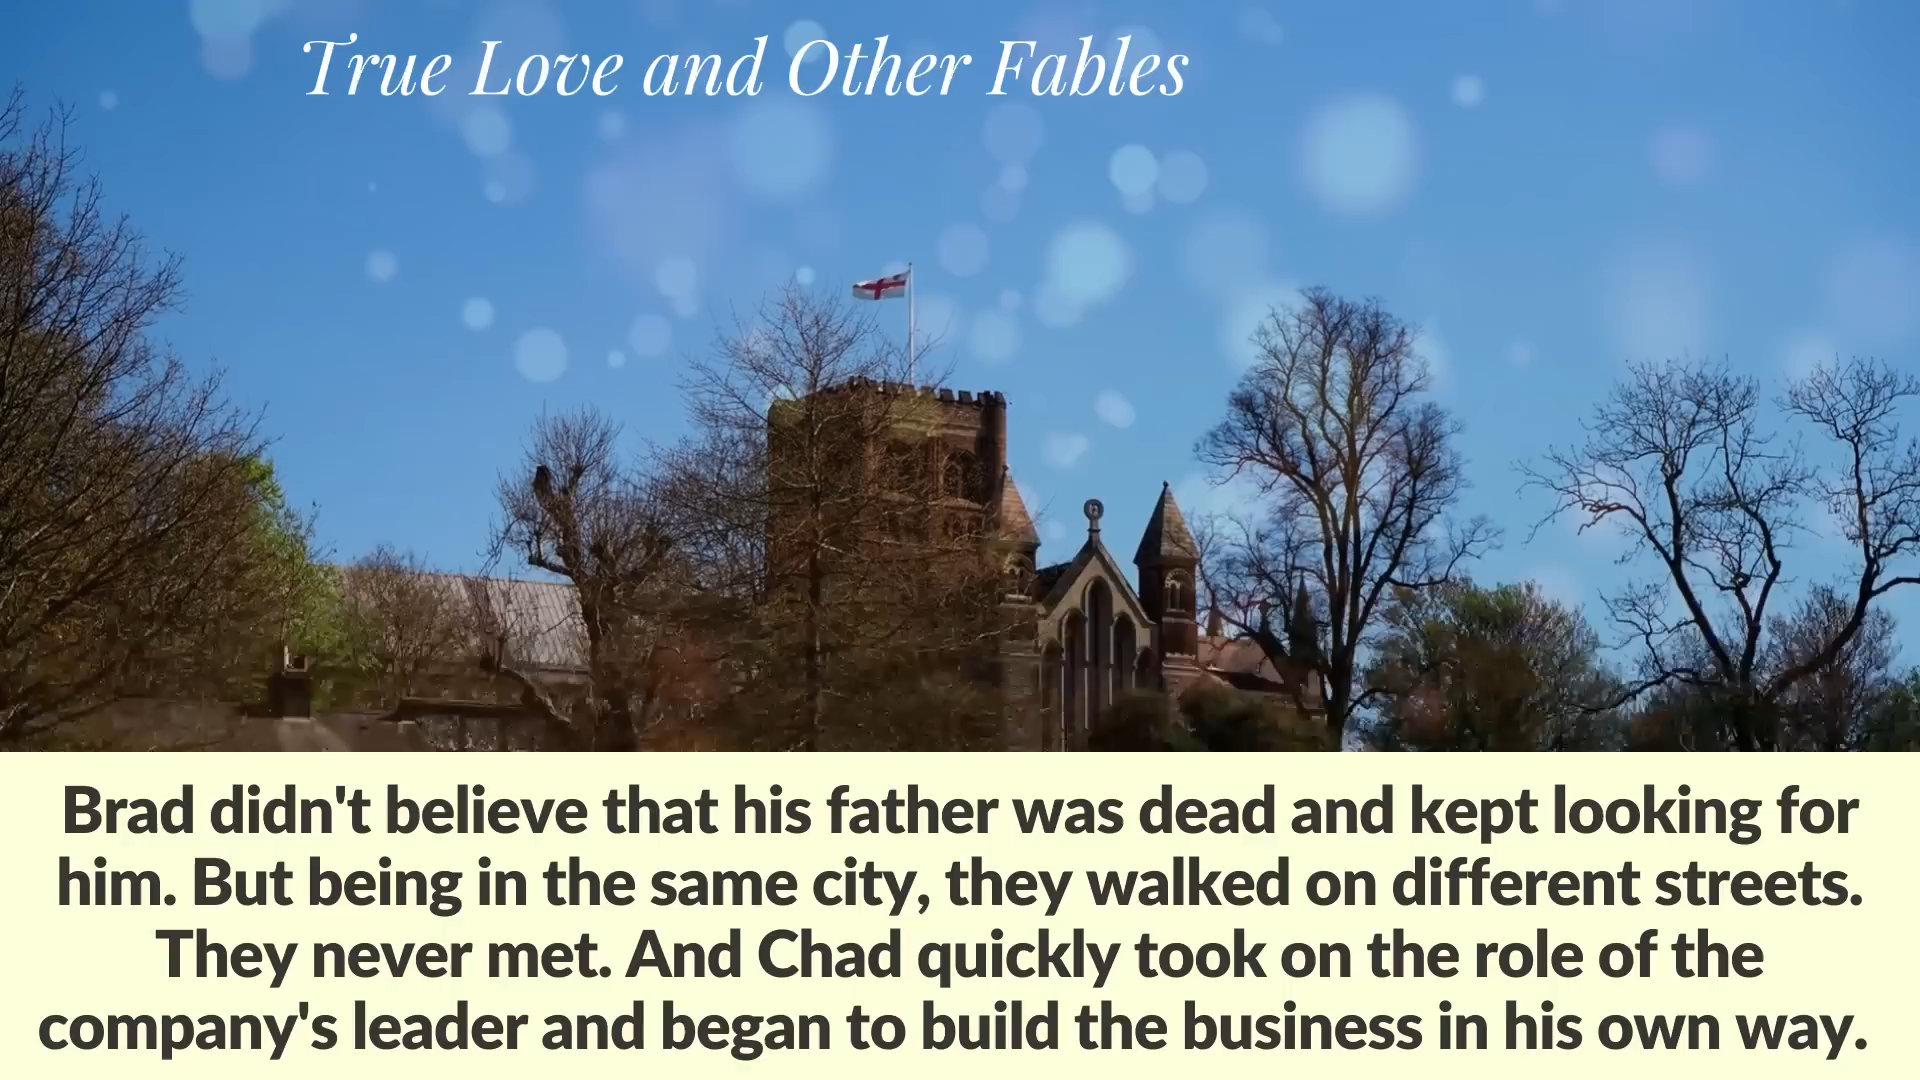 True Love and Other Fables
Brad didn't believe that his father was dead and kept looking for
him. But being in the same city, they walked on different streets.
They never met. And Chad quickly took on the role of the
company's leader and began to build the business in his own way.